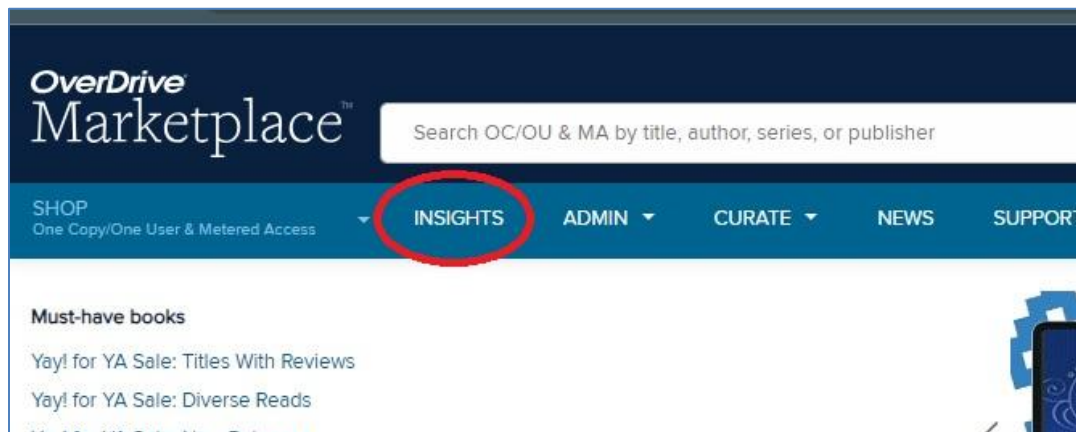 OverDrive
Marketplace™
Search OC/OU & MA by title, author, series, or publisher
SHOP
One Copy/One User & Metered Access
INSIGHTS
ADMIN
CURATE
NEWS
SUPPORT
Must-have books
Yay! for YA Sale: Titles With Reviews
Yay! for YA Sale: Diverse Reads